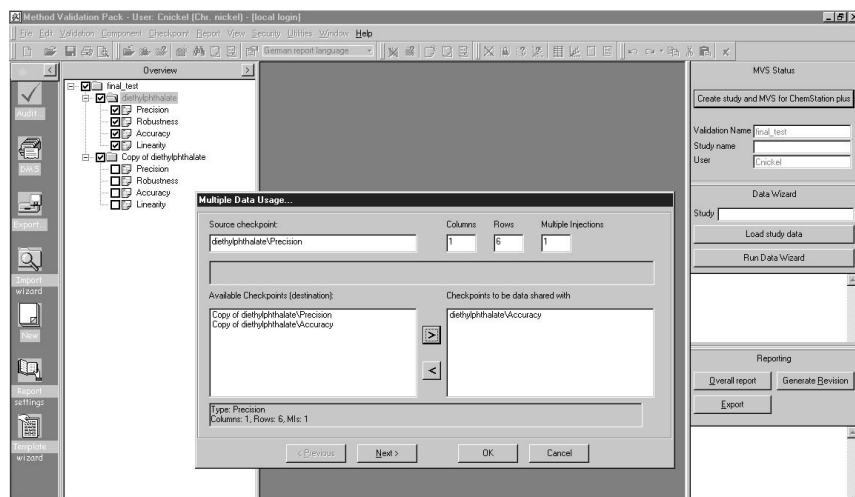 Method Validation Pack - User: Cnickel (Chr. nickel) - [local login]
File Edit Validation Component Checkpoint Report View Security Utilities Window Help
German report language
Overview
Audit...
DMS
Export...
Import
wizard
New
Report
settings
Template
wizard
final_test
diethylphthalate
Precision
Robustness
Accuracy
Linearity
Copy of diethylphthalate
Precision
Robustness
Accuracy
Linearity
Multiple Data Usage...
Source checkpoint:
Columns
Rows
Multiple Injections
diethylphthalate\Precision
1
6
1
Available Checkpoints (destination):
Checkpoints to be data shared with
Copy of diethylphthalate\Precision
Copy of diethylphthalate\Accuracy
diethylphthalate\Accuracy
>
<
Type: Precision
Columns: 1, Rows: 6, MIs: 1
< Previous
Next >
OK
Cancel
MVS Status
Create study and MVS for ChemStation plus
Validation Name final_test
Study name
User Cnickel
Data Wizard
Study
Load study data
Run Data Wizard
Reporting
Overall report
Generate Revision
Export